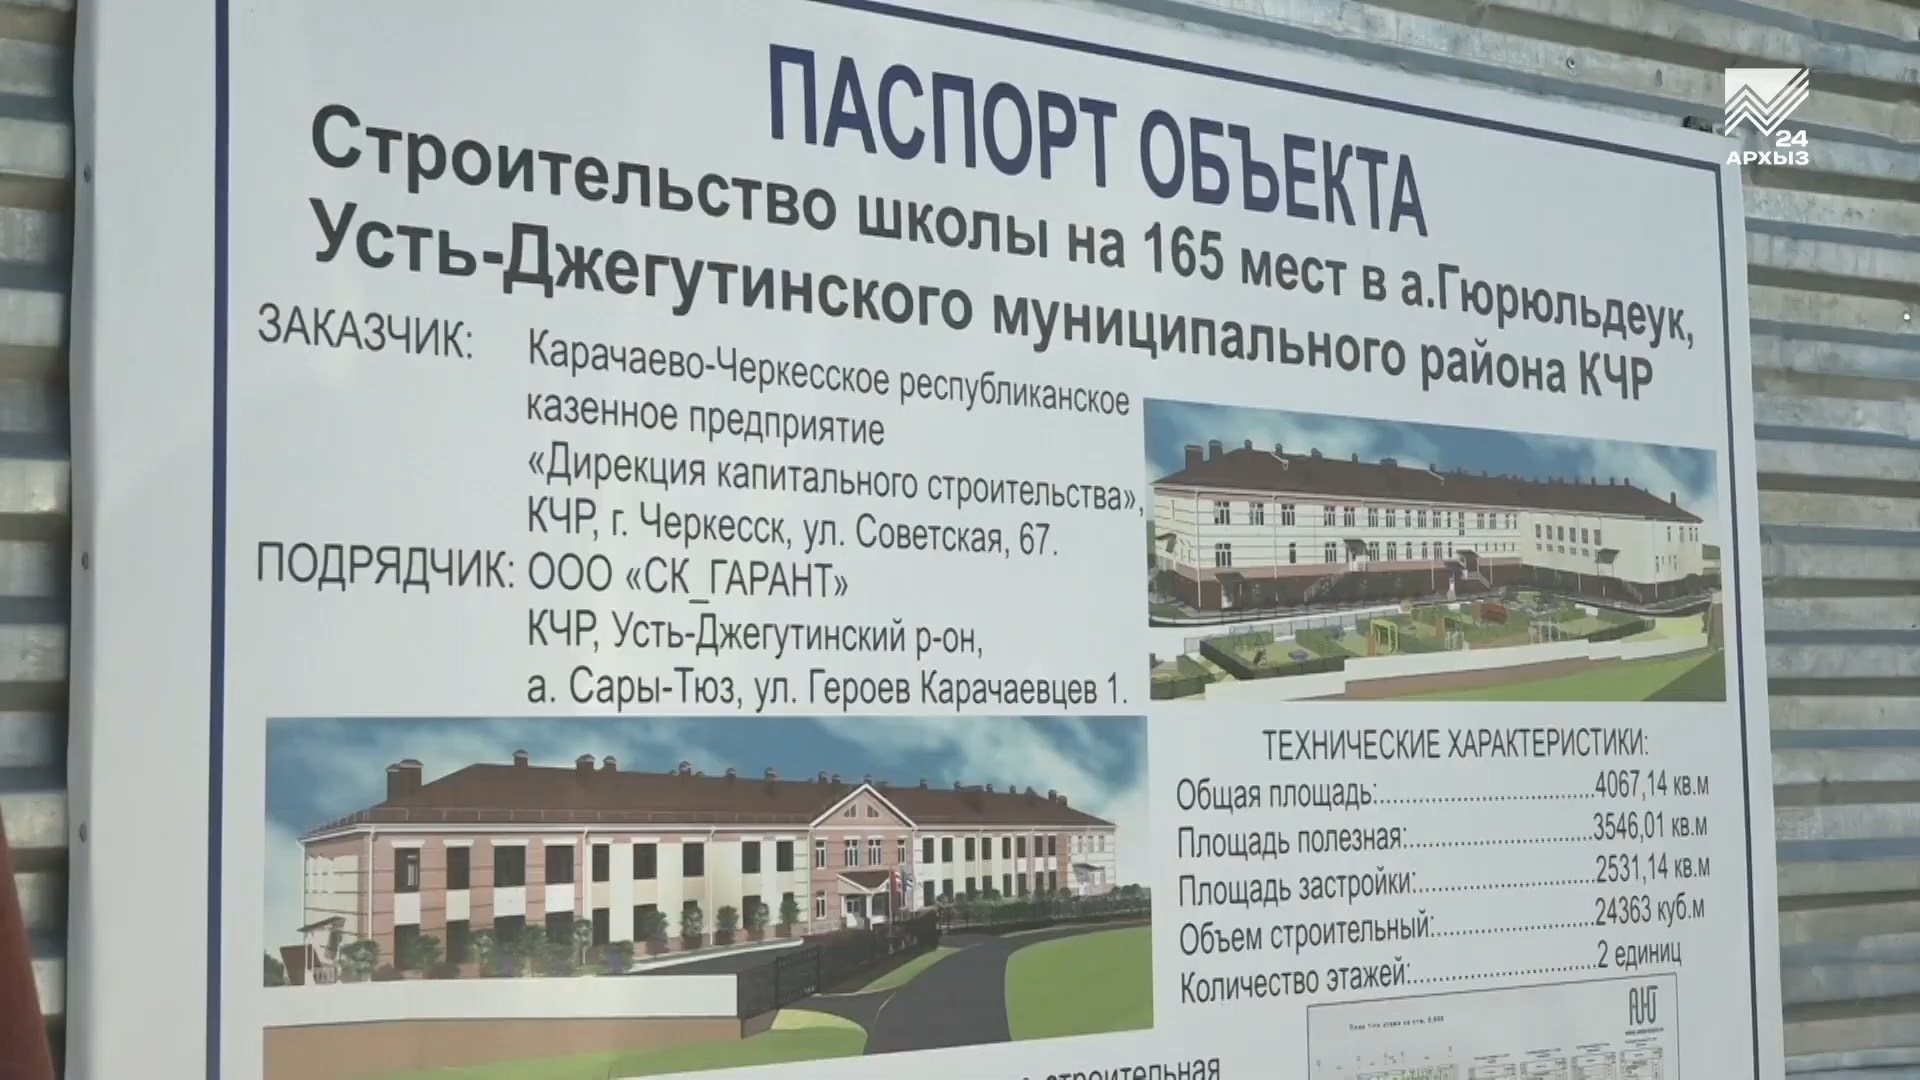 24
АРХЫЗ
ПАСПОРТ ОБЪЕКТА
Строительство школы на 165 мест в а.Гюрюльдеук,
Усть-Джегутинского муниципального района КЧР
ЗАКАЗЧИК: Карачаево-Черкесское республиканское
казенное предприятие
«Дирекция капитального строительства»,
КЧР, г. Черкесск, ул. Советская, 67.
ПОДРЯДЧИК: ООО «СК_ГАРАНТ»
КЧР, Усть-Джегутинский р-он,
а. Сары-Тюз, ул. Героев Карачаевцев 1.
ТЕХНИЧЕСКИЕ ХАРАКТЕРИСТИКИ:
Общая площадь:..............................4067,14 кв.м
Площадь полезная:..........................3546,01 кв.м
Площадь застройки:.........................2531,14 кв.м
Объем строительный:.......................24363 куб.м
Количество этажей:..........................2 единиц
строительная